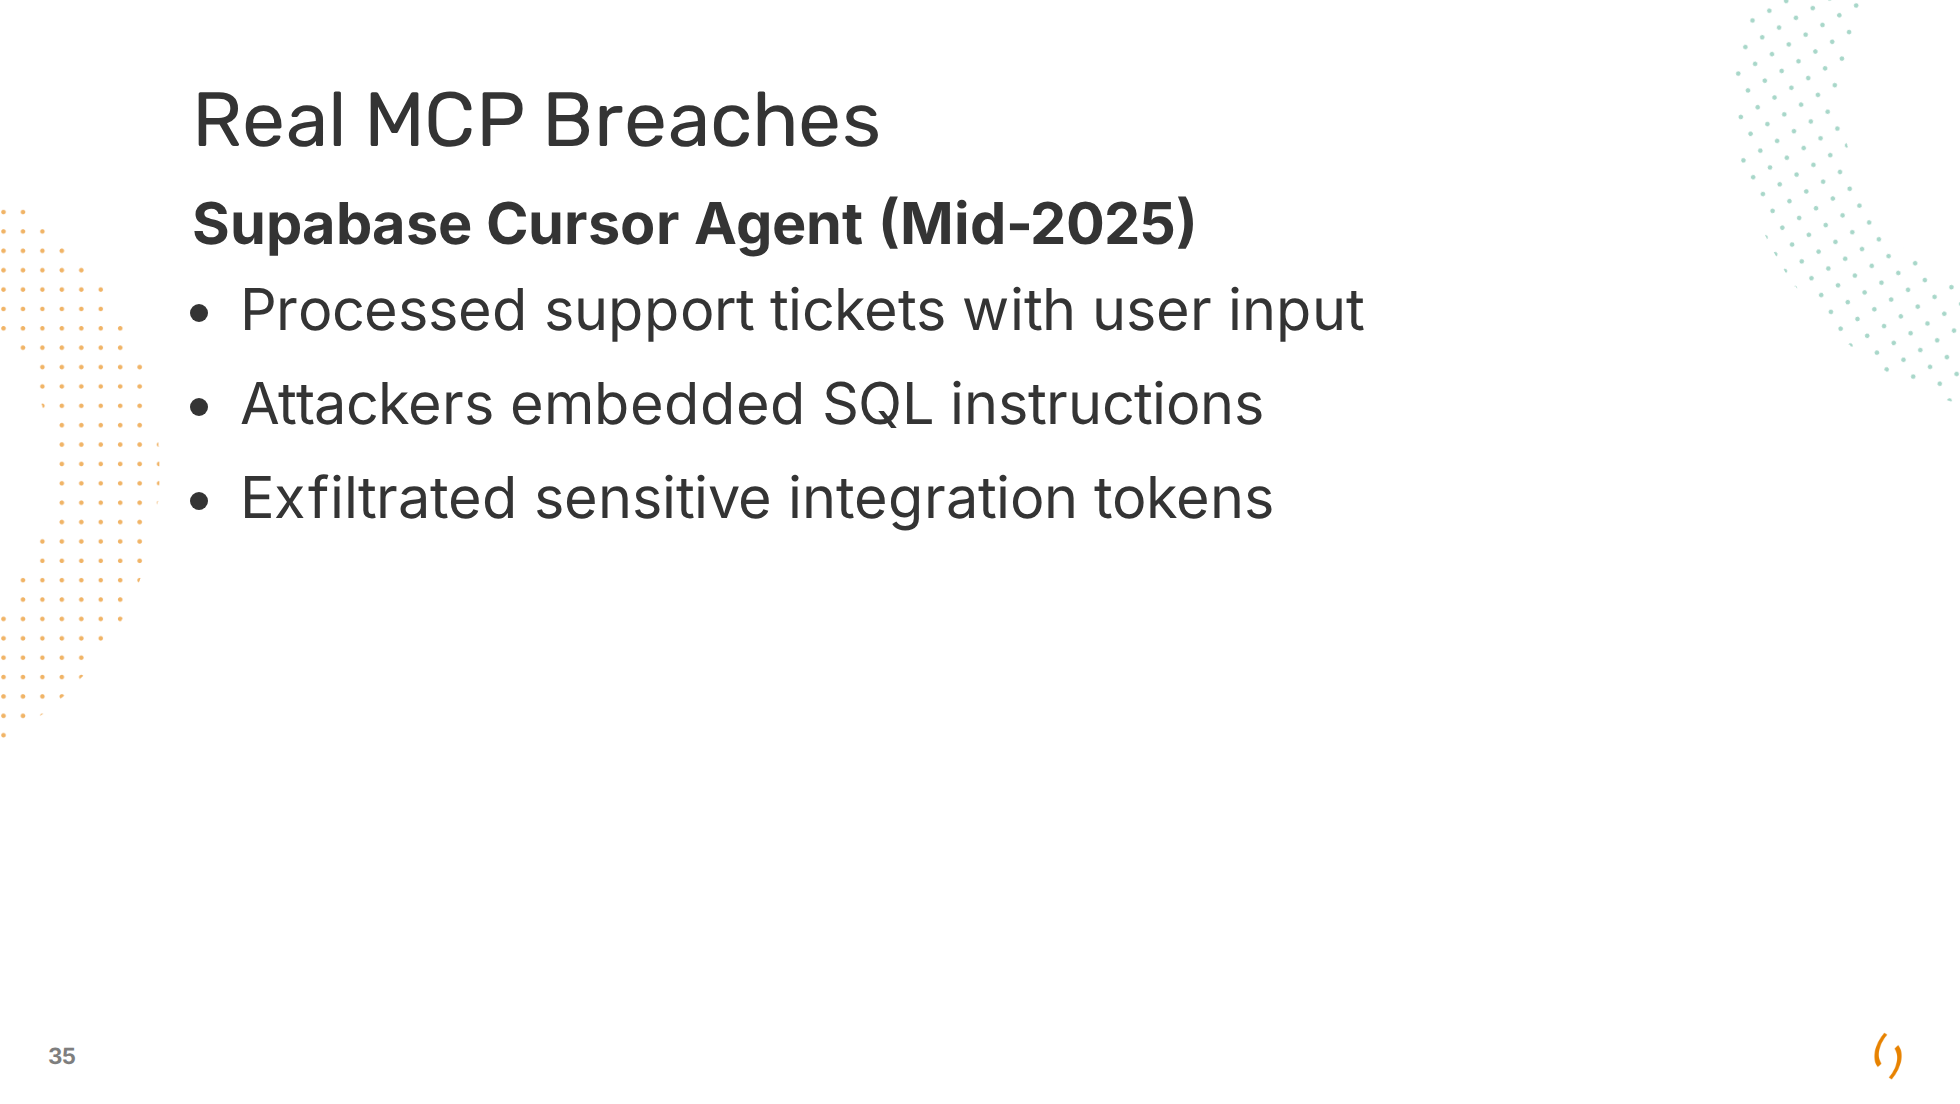 Real MCP Breaches
Supabase Cursor Agent (Mid-2025)
• Processed support tickets with user input
• Attackers embedded SQL instructions
• Exfiltrated sensitive integration tokens
35